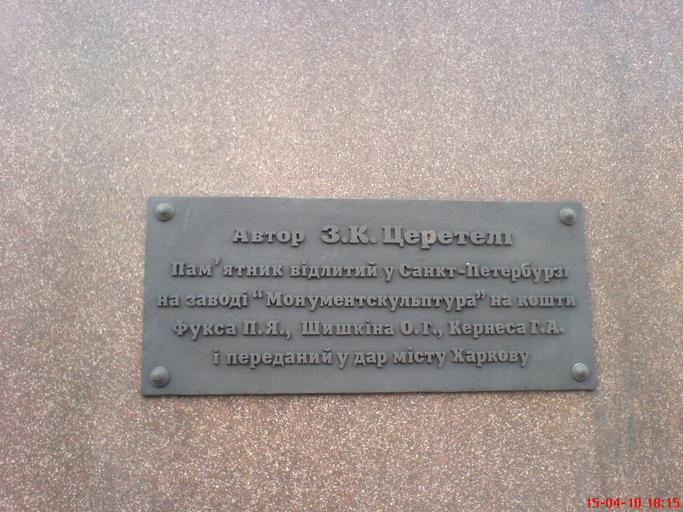 Автор З.К. Церетелі
Пам'ятник відлитий у Санкт-Петербурзі
на заводі "Монументскульптура" на кошти
Фукса П.Я., Шишкіна О.Г., Кернеса Г.А.
і переданий у дар місту Харкову
15-04-10 18:15